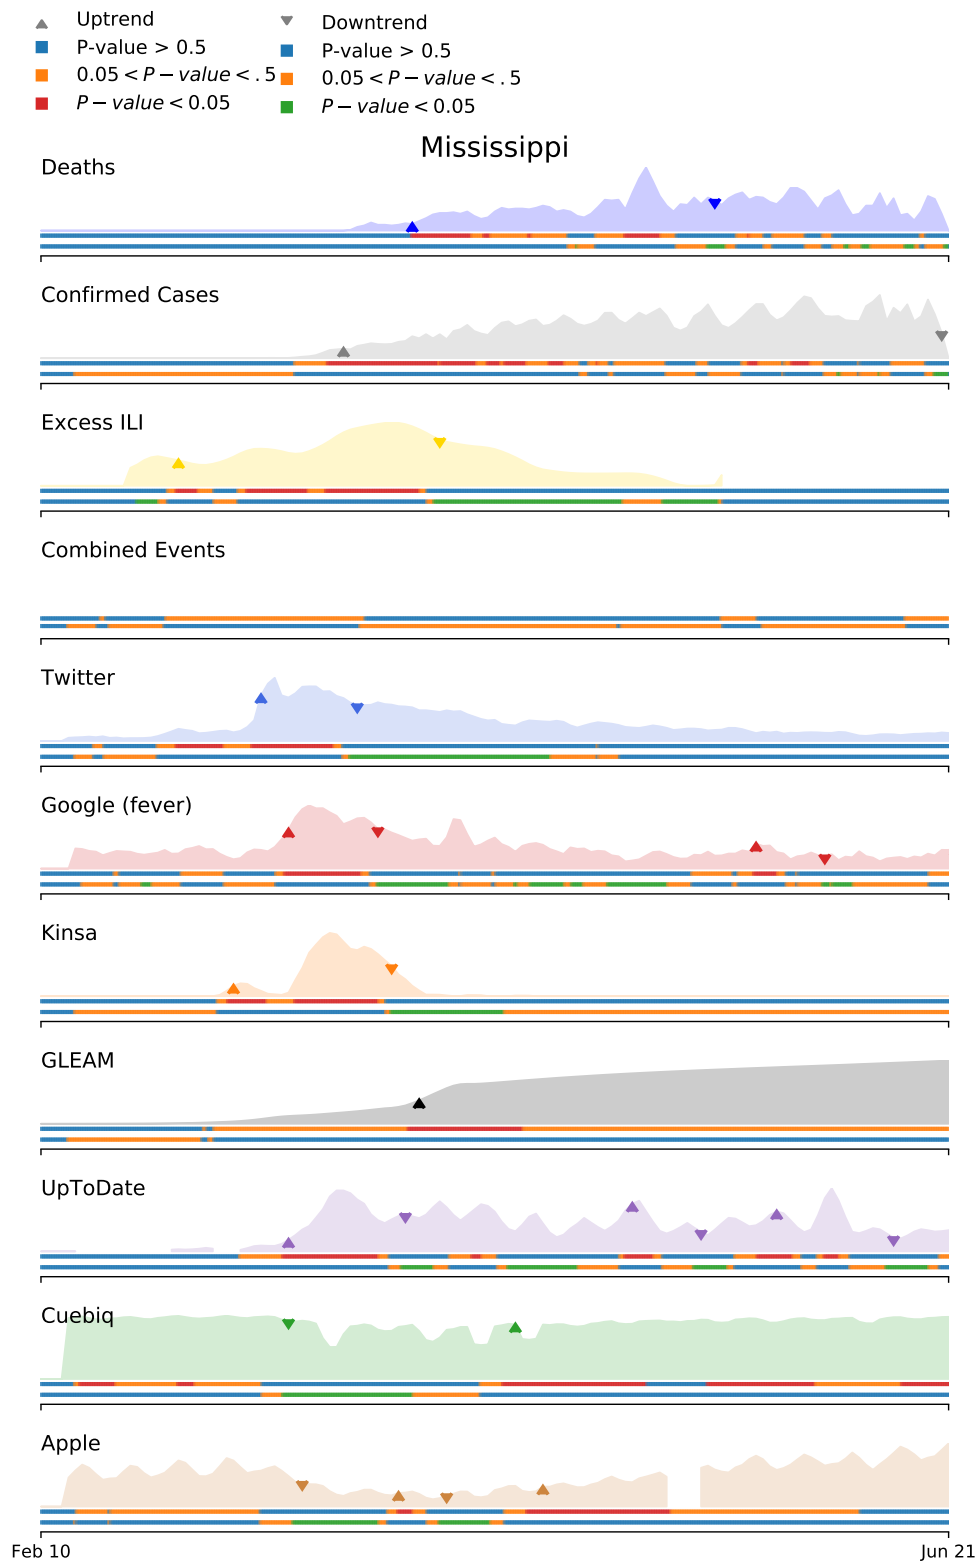 Uptrend
P-value > 0.5
0.05 < P − value < .5
P − value < 0.05
Downtrend
P-value > 0.5
0.05 < P − value < .5
P − value < 0.05
Mississippi
Deaths
Confirmed Cases
Excess ILI
Combined Events
Twitter
Google (fever)
Kinsa
GLEAM
UpToDate
Cuebiq
Apple
Feb 10
Jun 21